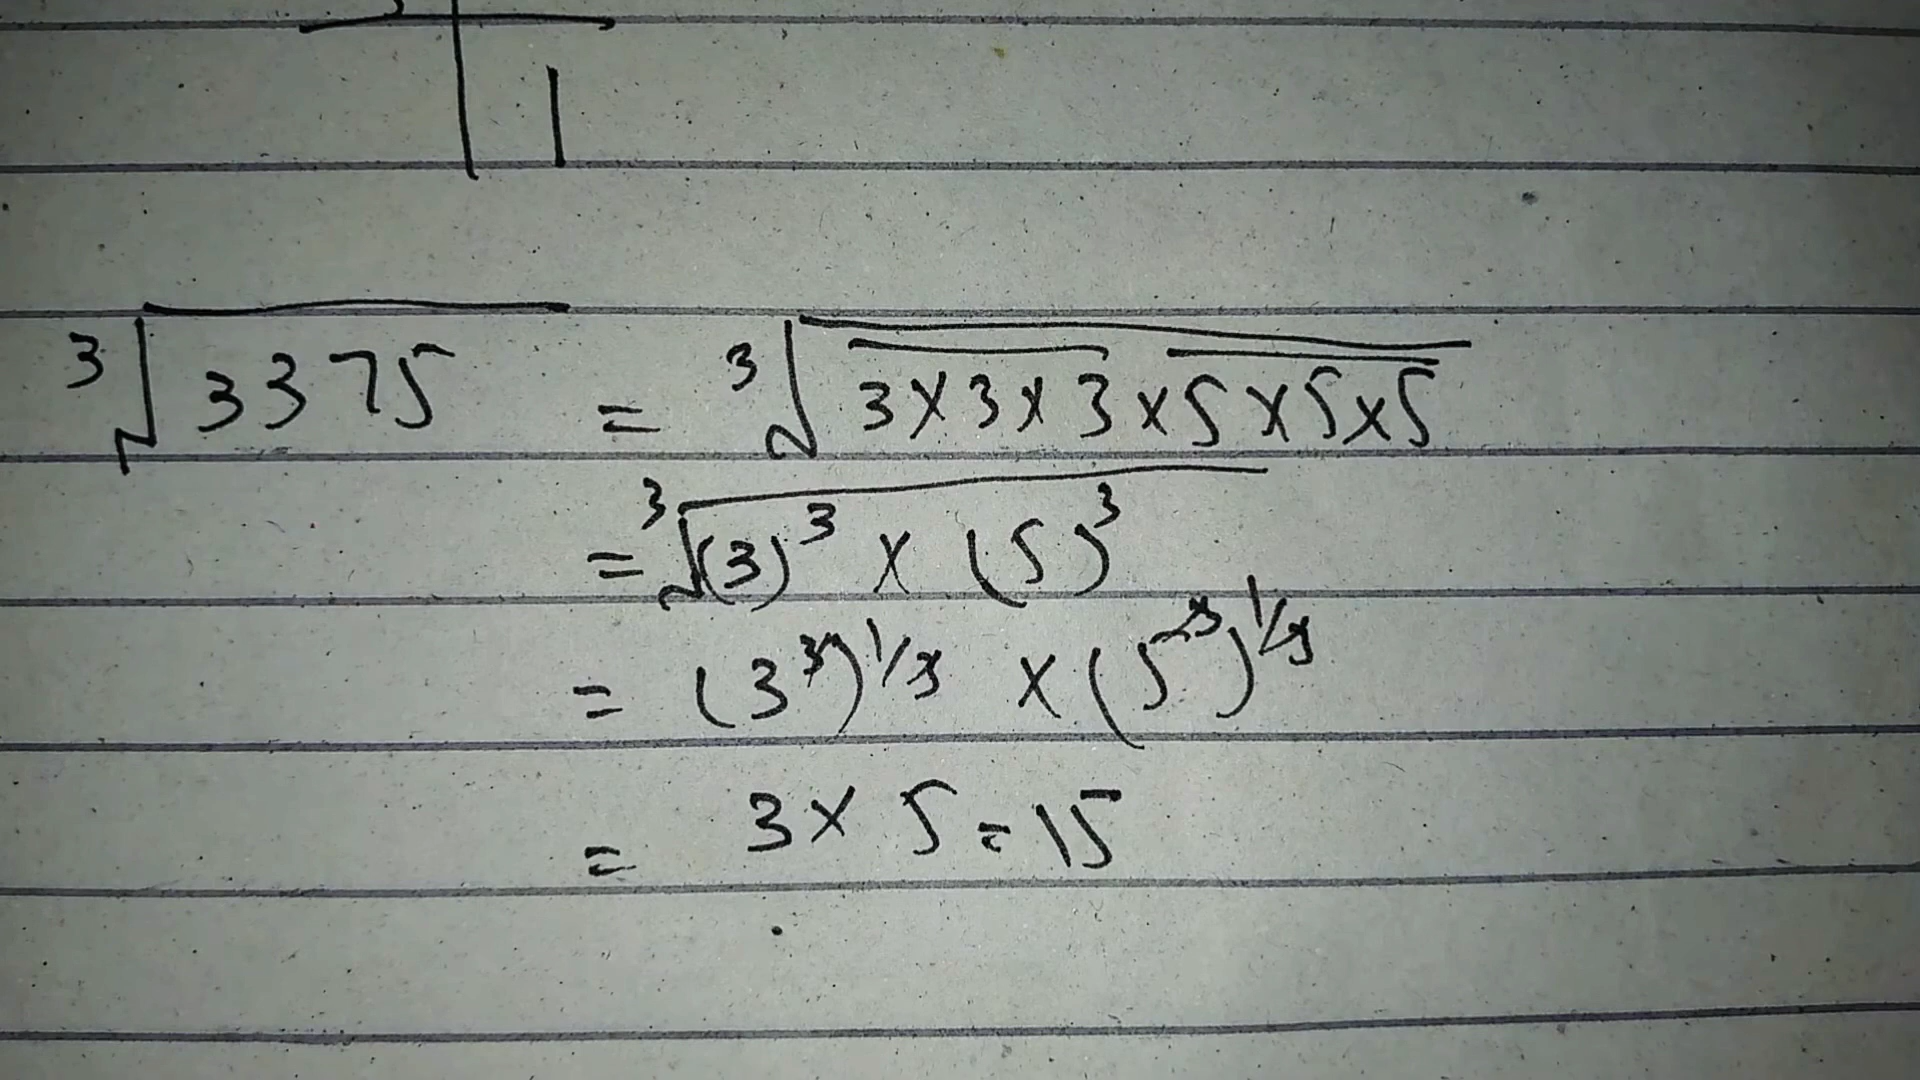 1
∛3375 = ∛3×3×3×5×5×5
= ∛(3)³ × (5)³
= (3³)^1/3 × (5³)^1/3
= 3 × 5 = 15